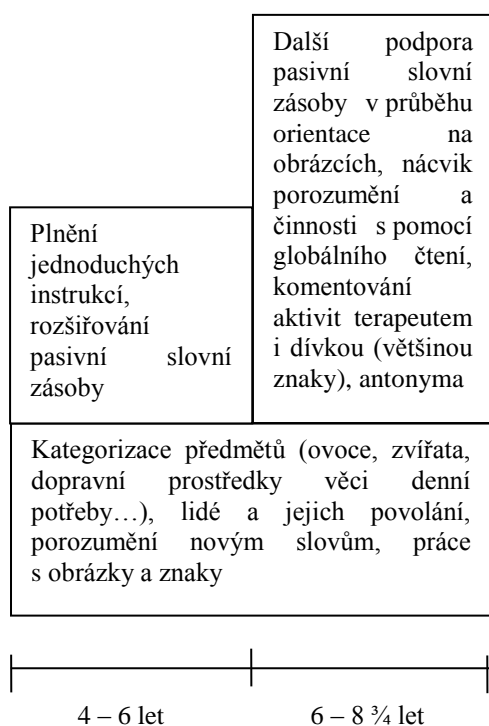 Další podpora
pasivní slovní
zásoby v průběhu
orientace na
obrázcích, nácvik
porozumění a
činnosti s pomocí
globálního čtení,
komentování
aktivit terapeutem
i dívkou (většinou
znaky), antonyma
Plnění
jednoduchých
instrukcí,
rozšiřování
pasivní slovní
zásoby
Kategorizace předmětů (ovoce, zvířata,
dopravní prostředky věci denní
potřeby…), lidé a jejich povolání,
porozumění novým slovům, práce
s obrázky a znaky
4 – 6 let
6 – 8 ¾ let